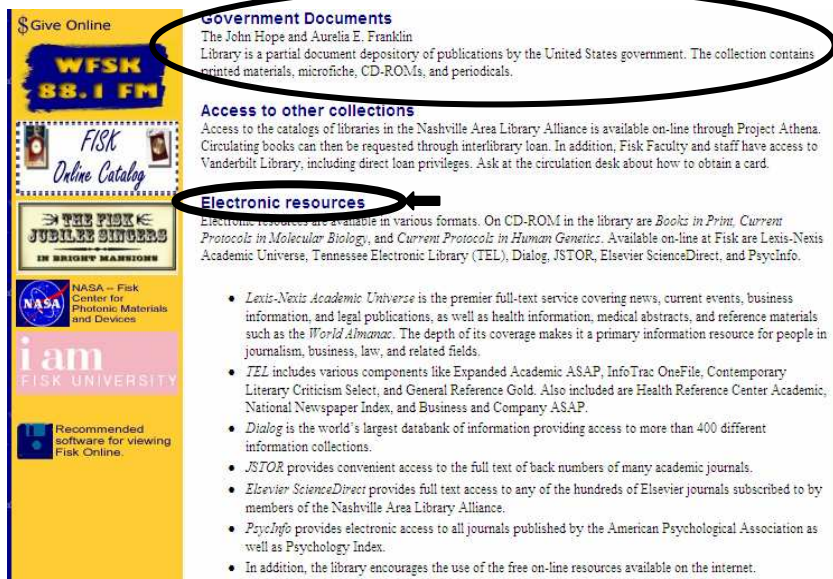 $ Give Online
WFSK
88.1 FM
FISK
Online Catalog
THE FISK
JUBILEE SINGERS
IN BRIGHT MANSIONS
NASA
NASA -- Fisk
Center for
Photonic Materials
and Devices
i am
FISK UNIVERSITY
Recommended
software for viewing
Fisk Online.
Government Documents
The John Hope and Aurelia E. Franklin
Library is a partial document depository of publications by the United States government. The collection contains
printed materials, microfiche, CD-ROMs, and periodicals.
Access to other collections
Access to the catalogs of libraries in the Nashville Area Library Alliance is available on-line through Project Athena.
Circulating books can then be requested through interlibrary loan. In addition, Fisk Faculty and staff have access to
Vanderbilt Library, including direct loan privileges. Ask at the circulation desk about how to obtain a card.
Electronic resources
Electronic resources are available in various formats. On CD-ROM in the library are Books in Print, Current
Protocols in Molecular Biology, and Current Protocols in Human Genetics. Available on-line at Fisk are Lexis-Nexis
Academic Universe, Tennessee Electronic Library (TEL), Dialog, JSTOR, Elsevier ScienceDirect, and PsycInfo.
• Lexis-Nexis Academic Universe is the premier full-text service covering news, current events, business
information, and legal publications, as well as health information, medical abstracts, and reference materials
such as the World Almanac. The depth of its coverage makes it a primary information resource for people in
journalism, business, law, and related fields.
• TEL includes various components like Expanded Academic ASAP, InfoTrac OneFile, Contemporary
Literary Criticism Select, and General Reference Gold. Also included are Health Reference Center Academic,
National Newspaper Index, and Business and Company ASAP.
• Dialog is the world's largest databank of information providing access to more than 400 different
information collections.
• JSTOR provides convenient access to the full text of back numbers of many academic journals.
• Elsevier ScienceDirect provides full text access to any of the hundreds of Elsevier journals subscribed to by
members of the Nashville Area Library Alliance.
• PsycInfo provides electronic access to all journals published by the American Psychological Association as
well as Psychology Index.
• In addition, the library encourages the use of the free on-line resources available on the internet.